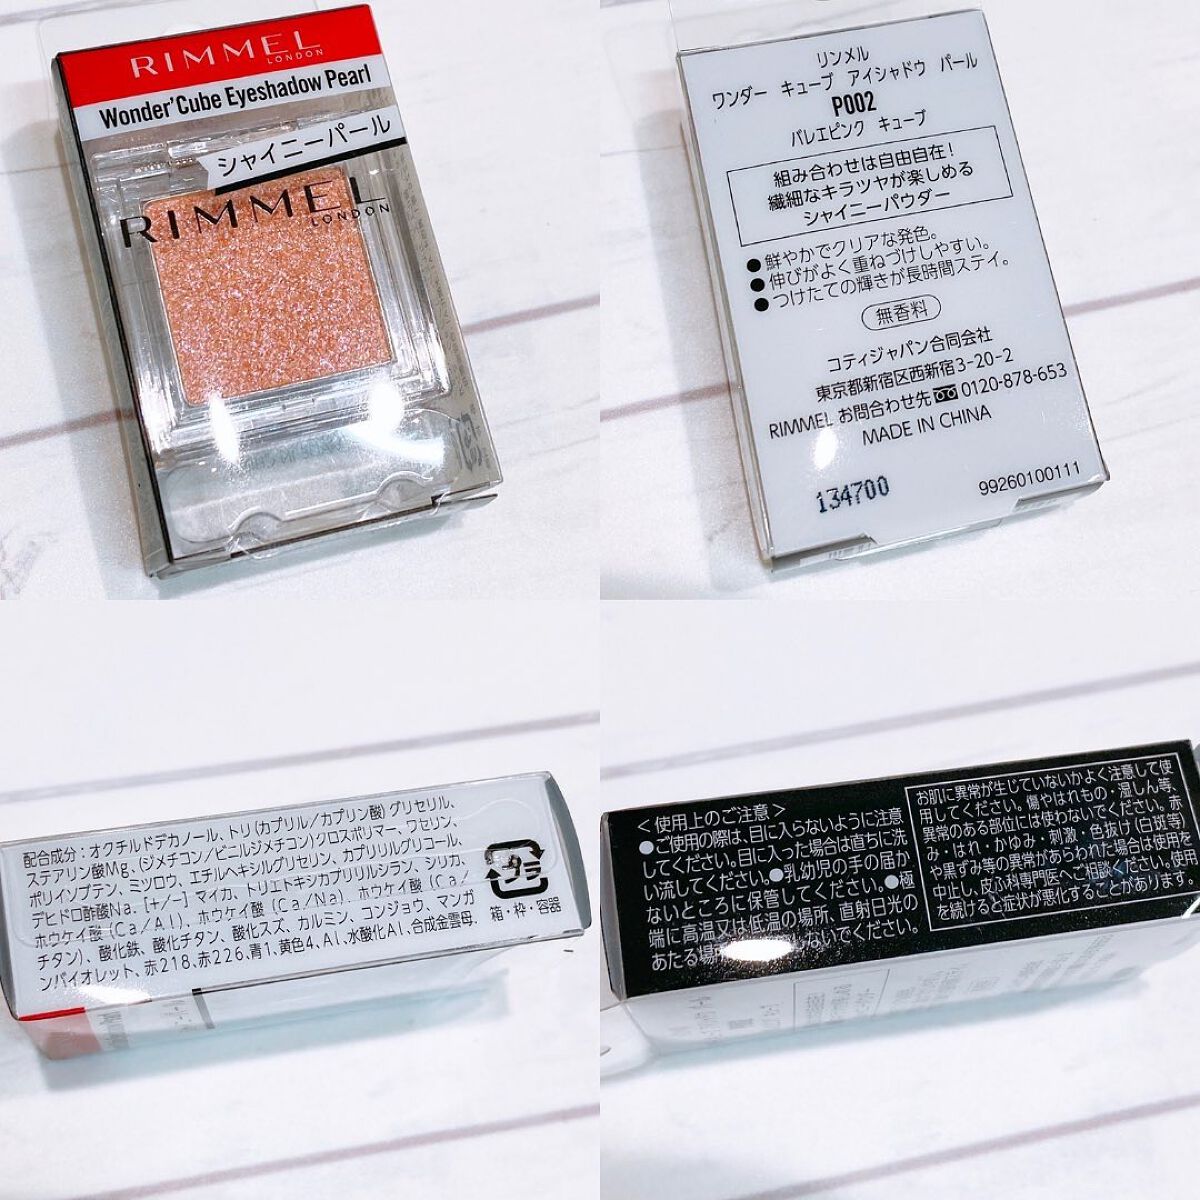 RIMMEL
LONDON
Wonder'Cube Eyeshadow Pearl
シャイニーパール
RIMMEL
LONDON
リンメル
ワンダー キューブ アイシャドウ パール
P002
バレエピンク キューブ
組み合わせは自由自在!
繊細なキラツヤが楽しめる
シャイニーパウダー
●鮮やかでクリアな発色。
●伸びがよく重ねづけしやすい。
●つけたての輝きが長時間ステイ。
無香料
コティジャパン合同会社
東京都新宿区西新宿3-20-2
RIMMEL お問合わせ先 0120-878-653
MADE IN CHINA
134700
99260100111
配合成分:オクチルドデカノール、トリ(カプリル/カプリン酸)グリセリル、
ステアリン酸Mg、(ジメチコン/ビニルジメチコン)クロスポリマー、ワセリン、
ポリイソブテン、ミツロウ、エチルヘキシルグリセリン、カプリリルグリコール、
デヒドロ酢酸Na、[+/-]マイカ、トリエトキシカプリリルシラン、シリカ、
ホウケイ酸(Ca/Al)、ホウケイ酸(Ca/Na)、ホウケイ酸(Ca/
チタン)、酸化鉄、酸化チタン、酸化スズ、カルミン、コンジョウ、マンガ
ンバイオレット、赤218、赤226、青1、黄色4、Al、水酸化Al、合成金雲母
プラ
箱・枠・容器
<使用上のご注意>
●ご使用の際は、目に入らないように注意
してください。目に入った場合は直ちに洗
い流してください。●乳幼児の手の届か
ないところに保管してください。●極
端に高温又は低温の場所、直射日光の
あたる場所 しないでください。
お肌に異常が生じていないかよく注意して使
用してください。傷やはれもの、湿しん等、
異常のある部位には使わないでください。赤
み・はれ・かゆみ・刺激・色抜け(白斑等)
や黒ずみ等の異常があらわれた場合は使用を
中止し、皮ふ科専門医へご相談ください。使用
を続けると症状が悪化することがあります。